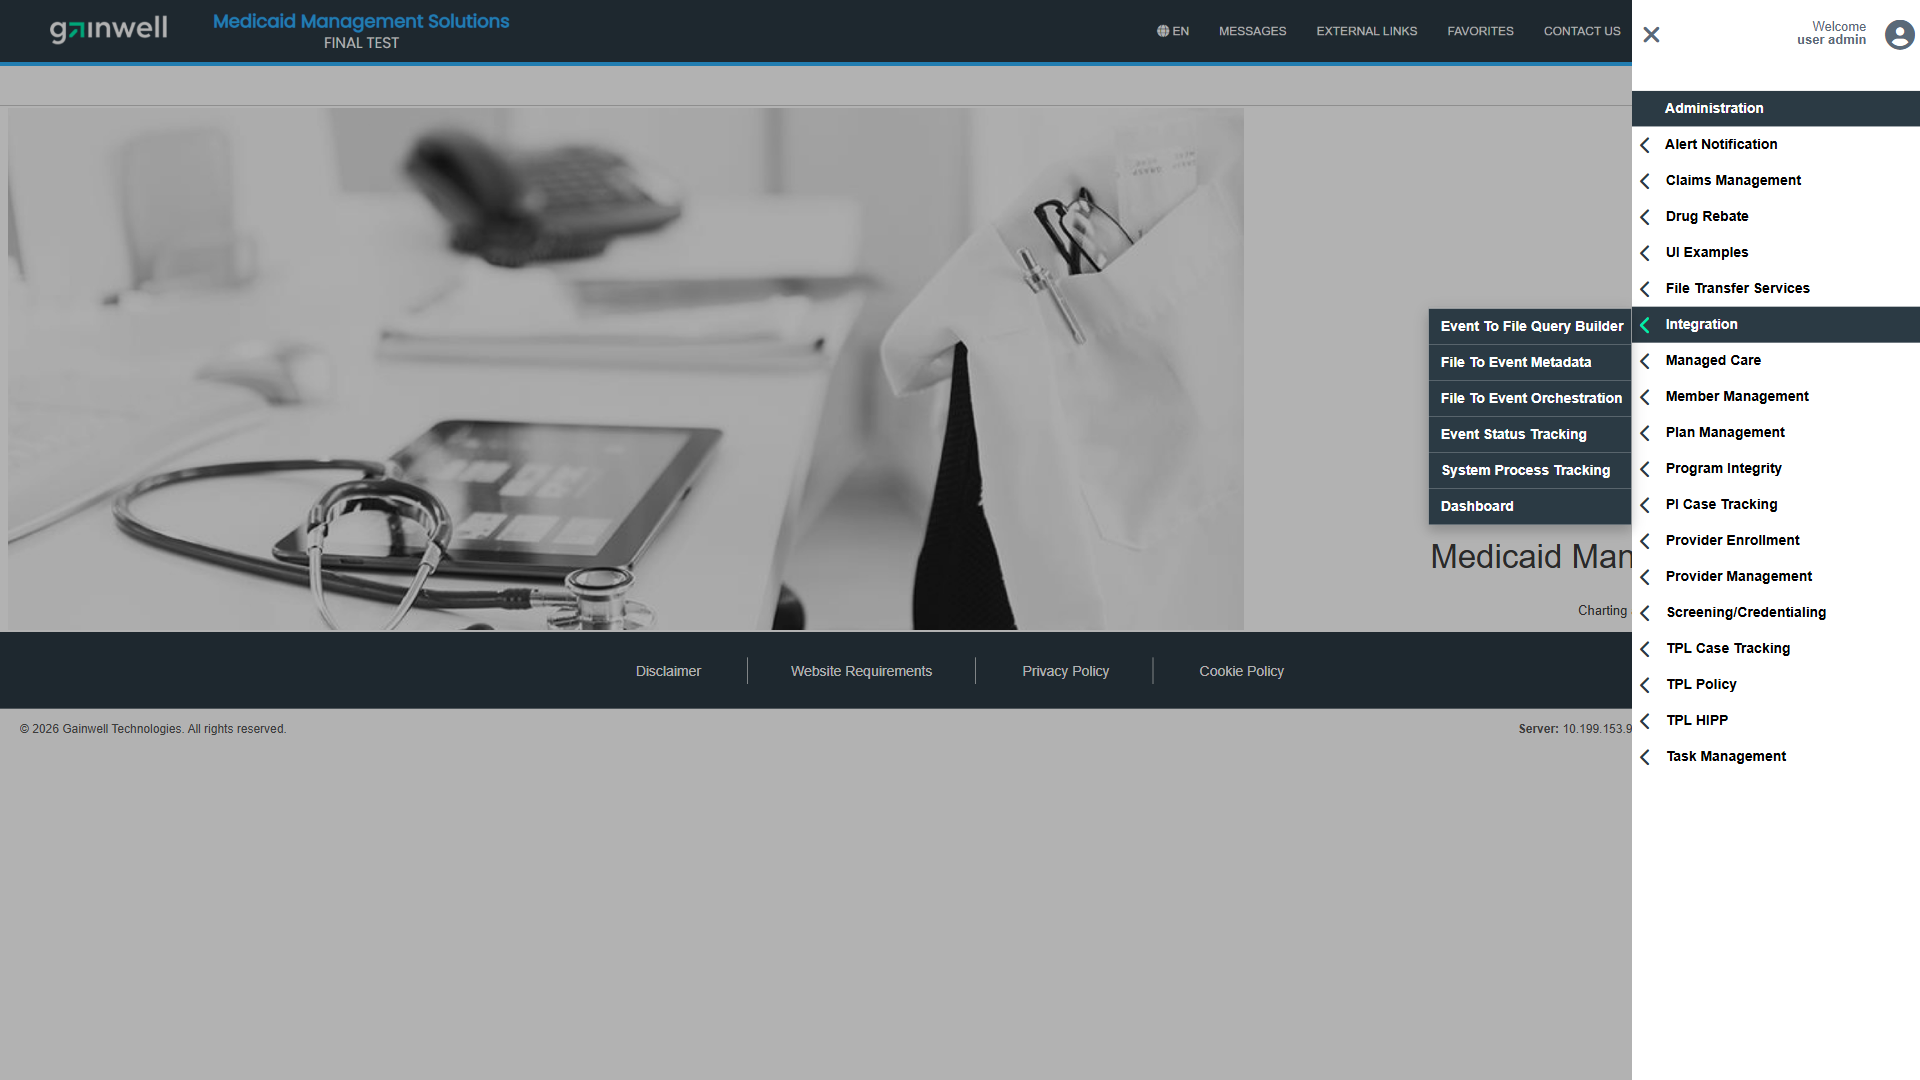 gainwell
Medicaid Management Solutions
FINAL TEST
EN
MESSAGES
EXTERNAL LINKS
FAVORITES
CONTACT US
Welcome
user admin
Administration
Alert Notification
Claims Management
Drug Rebate
UI Examples
File Transfer Services
Integration
Managed Care
Member Management
Plan Management
Program Integrity
PI Case Tracking
Provider Enrollment
Provider Management
Screening/Credentialing
TPL Case Tracking
TPL Policy
TPL HIPP
Task Management
Event To File Query Builder
File To Event Metadata
File To Event Orchestration
Event Status Tracking
System Process Tracking
Dashboard
Medicaid Man
Charting
Disclaimer
Website Requirements
Privacy Policy
Cookie Policy
© 2026 Gainwell Technologies. All rights reserved.
Server: 10.199.153.9